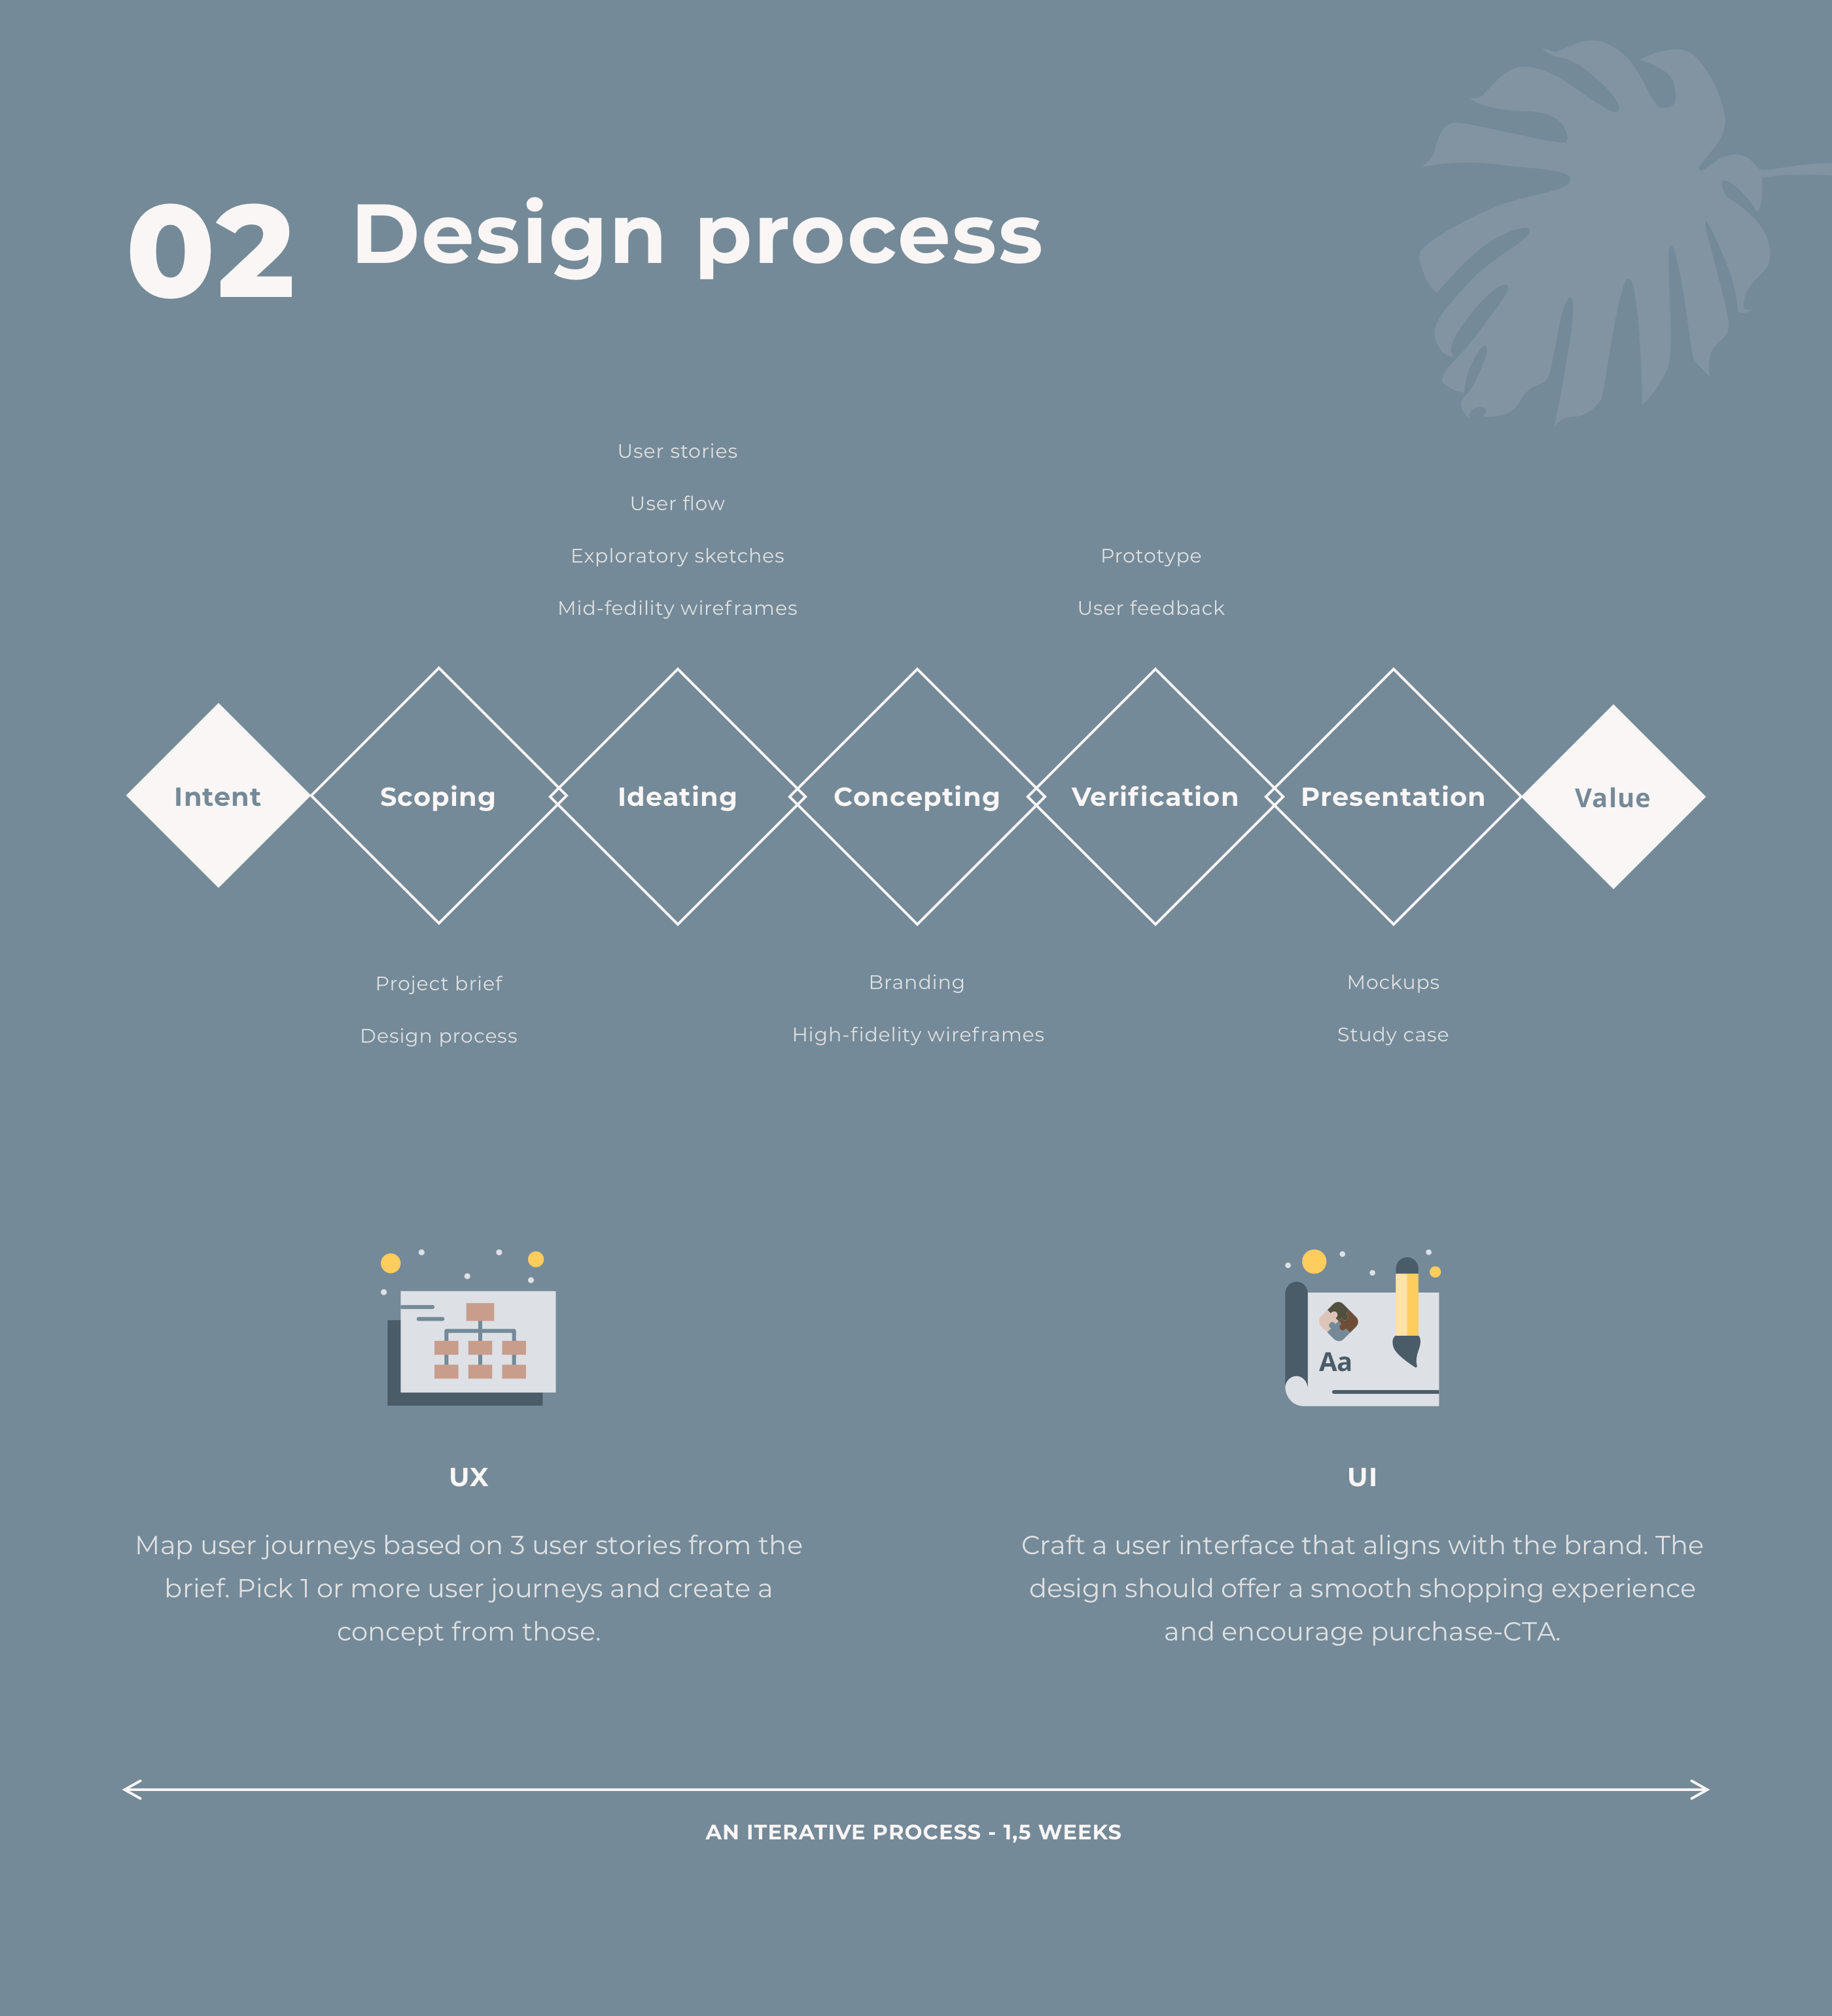 02 Design process
User stories
User flow
Exploratory sketches
Mid-fedility wireframes
Prototype
User feedback
Intent
Scoping
Ideating
Concepting
Verification
Presentation
Value
Project brief
Design process
Branding
High-fidelity wireframes
Mockups
Study case
Aa
UX
Map user journeys based on 3 user stories from the
brief. Pick 1 or more user journeys and create a
concept from those.
UI
Craft a user interface that aligns with the brand. The
design should offer a smooth shopping experience
and encourage purchase-CTA.
AN ITERATIVE PROCESS - 1,5 WEEKS